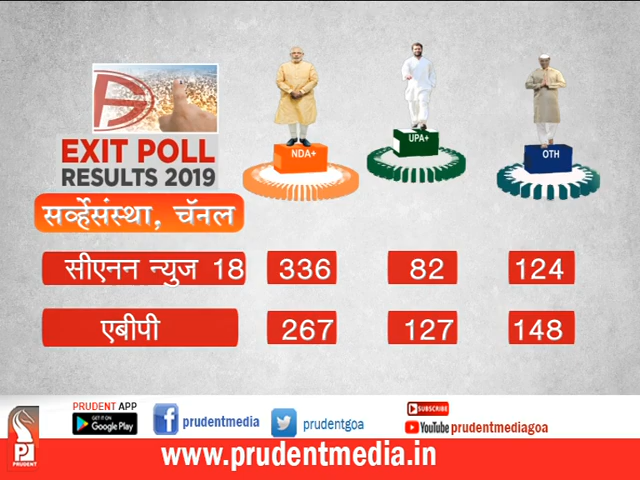 NDA+
UPA+
OTH
EXIT POLL
RESULTS 2019
सर्व्हेसंस्था, चॅनल
सीएनन न्युज 18 336 82 124
एबीपी 267 127 148
PRUDENT APP
GET IT ON
Google Play
prudentmedia
prudentgoa
SUBSCRIBE
YouTube prudentmediagoa
PRUDENT
www.prudentmedia.in